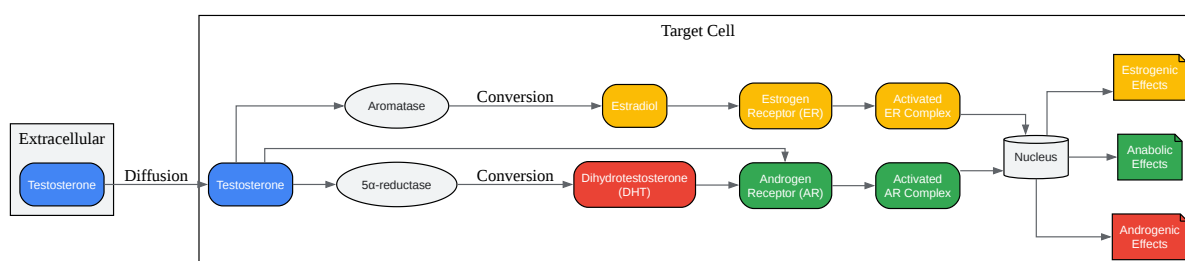 Target Cell
Estrogenic
Effects
Aromatase
Conversion
Estradiol
Estrogen
Receptor (ER)
Activated
ER Complex
Extracellular
Testosterone
Diffusion
Testosterone
5α-reductase
Conversion
Dihydrotestosterone
(DHT)
Androgen
Receptor (AR)
Activated
AR Complex
Nucleus
Anabolic
Effects
Androgenic
Effects